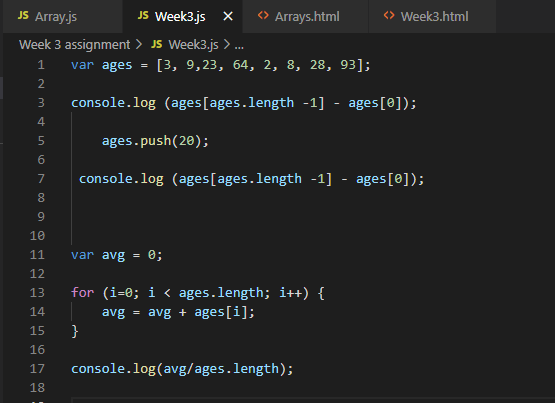 JS Array.js JS Week3.js × <> Arrays.html <> Week3.html
Week 3 assignment > JS Week3.js > ...
1 var ages = [3, 9,23, 64, 2, 8, 28, 93];
2
3 console.log (ages[ages.length -1] - ages[0]);
4
5 ages.push(20);
6
7 console.log (ages[ages.length -1] - ages[0]);
8
9
10
11 var avg = 0;
12
13 for (i=0; i < ages.length; i++) {
14 avg = avg + ages[i];
15 }
16
17 console.log(avg/ages.length);
18